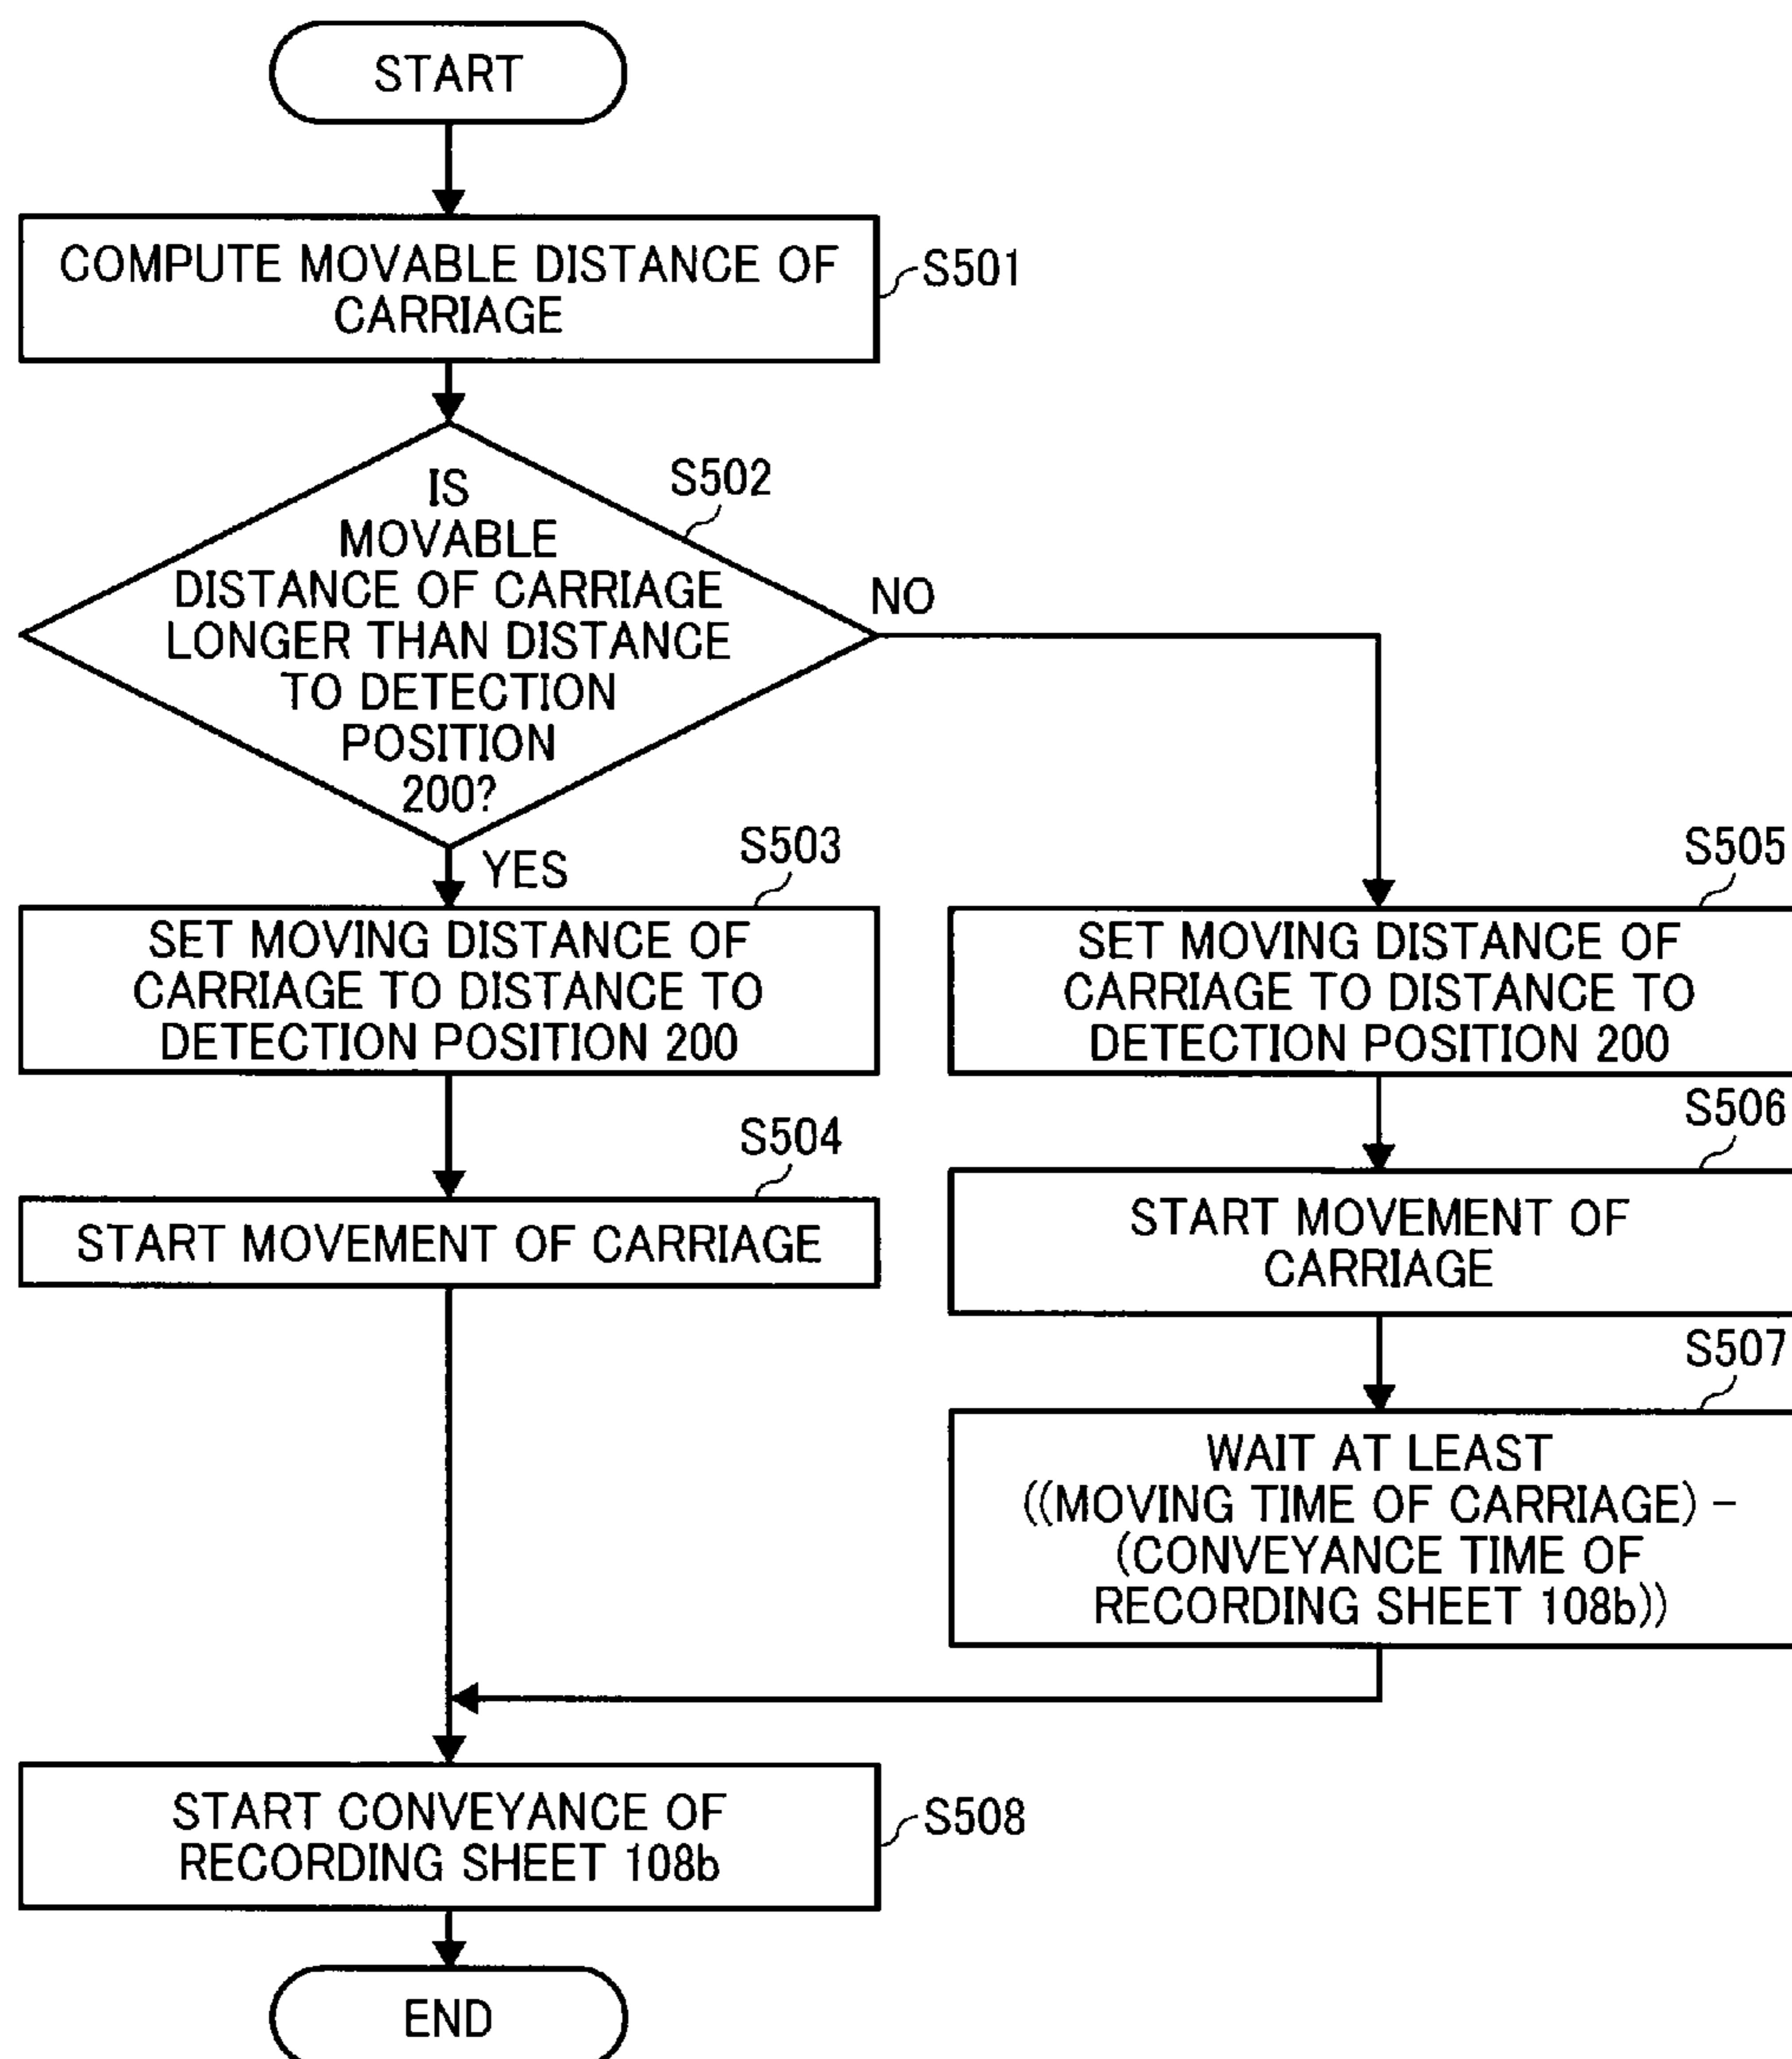 START
COMPUTE MOVABLE DISTANCE OF
CARRIAGE
S501
IS
MOVABLE
DISTANCE OF CARRIAGE
LONGER THAN DISTANCE
TO DETECTION
POSITION
200?
S502
NO
YES
S503
SET MOVING DISTANCE OF
CARRIAGE TO DISTANCE TO
DETECTION POSITION 200
S504
START MOVEMENT OF CARRIAGE
S505
SET MOVING DISTANCE OF
CARRIAGE TO DISTANCE TO
DETECTION POSITION 200
S506
START MOVEMENT OF
CARRIAGE
S507
WAIT AT LEAST
((MOVING TIME OF CARRIAGE) –
(CONVEYANCE TIME OF
RECORDING SHEET 108b))
START CONVEYANCE OF
RECORDING SHEET 108b
S508
END